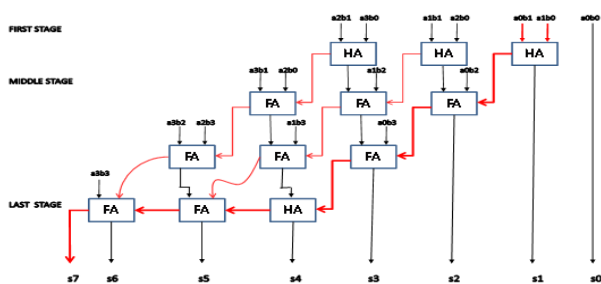 a2b1 a3b0 a1b1 a2b0 a0b1 a1b0 a0b0
FIRST STAGE
HA HA HA
a3b1 a2b0 a1b2 a0b2
MIDDLE STAGE
FA FA FA
a3b2 a2b3 a1b3 a0b3
FA FA FA
a3b3
LAST STAGE
FA FA HA
s7 s6 s5 s4 s3 s2 s1 s0